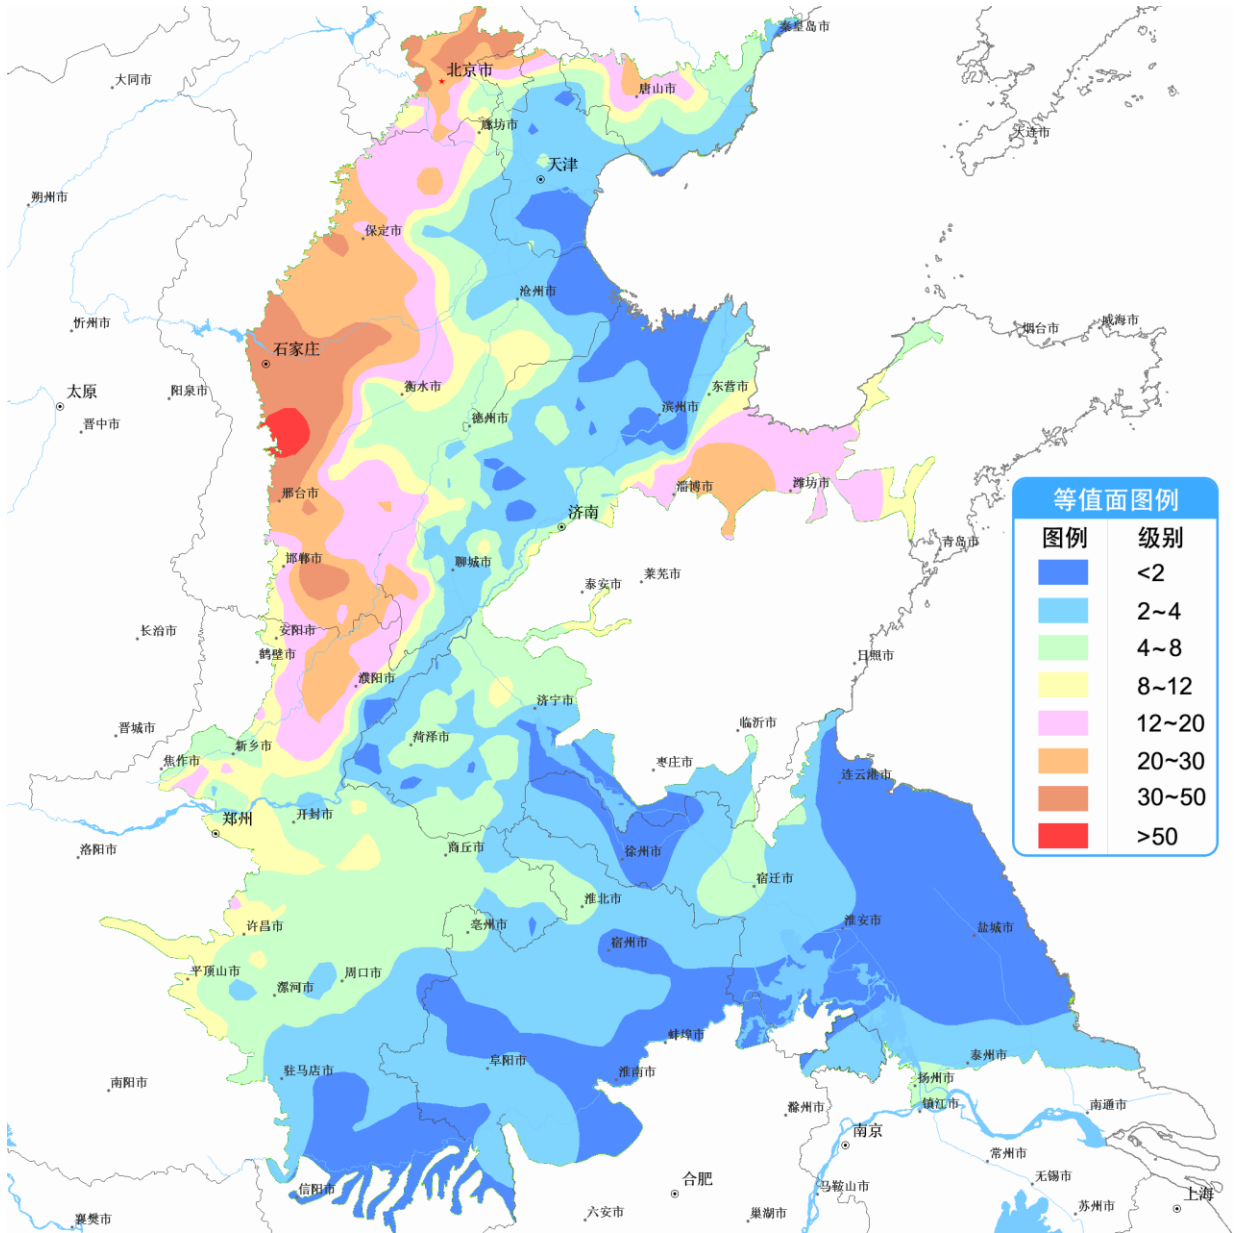 秦皇岛市
北京市
大同市
唐山市
廊坊市
大连市
天津
朔州市
保定市
沧州市
忻州市
烟台市
威海市
石家庄
太原
阳泉市
衡水市
东营市
滨州市
晋中市
德州市
邢台市
淄博市
潍坊市
济南
青岛市
邯郸市
聊城市
泰安市
莱芜市
长治市
安阳市
鹤壁市
日照市
濮阳市
济宁市
晋城市
新乡市
菏泽市
临沂市
焦作市
枣庄市
连云港市
郑州
开封市
洛阳市
商丘市
徐州市
宿迁市
淮北市
许昌市
亳州市
淮安市
盐城市
宿州市
平顶山市
周口市
漯河市
蚌埠市
泰州市
驻马店市
阜阳市
淮南市
扬州市
南阳市
滁州市
镇江市
南通市
南京
常州市
合肥
信阳市
马鞍山市
无锡市
上海
苏州市
襄樊市
六安市
巢湖市
等值面图例
图例 级别
<2
2~4
4~8
8~12
12~20
20~30
30~50
>50